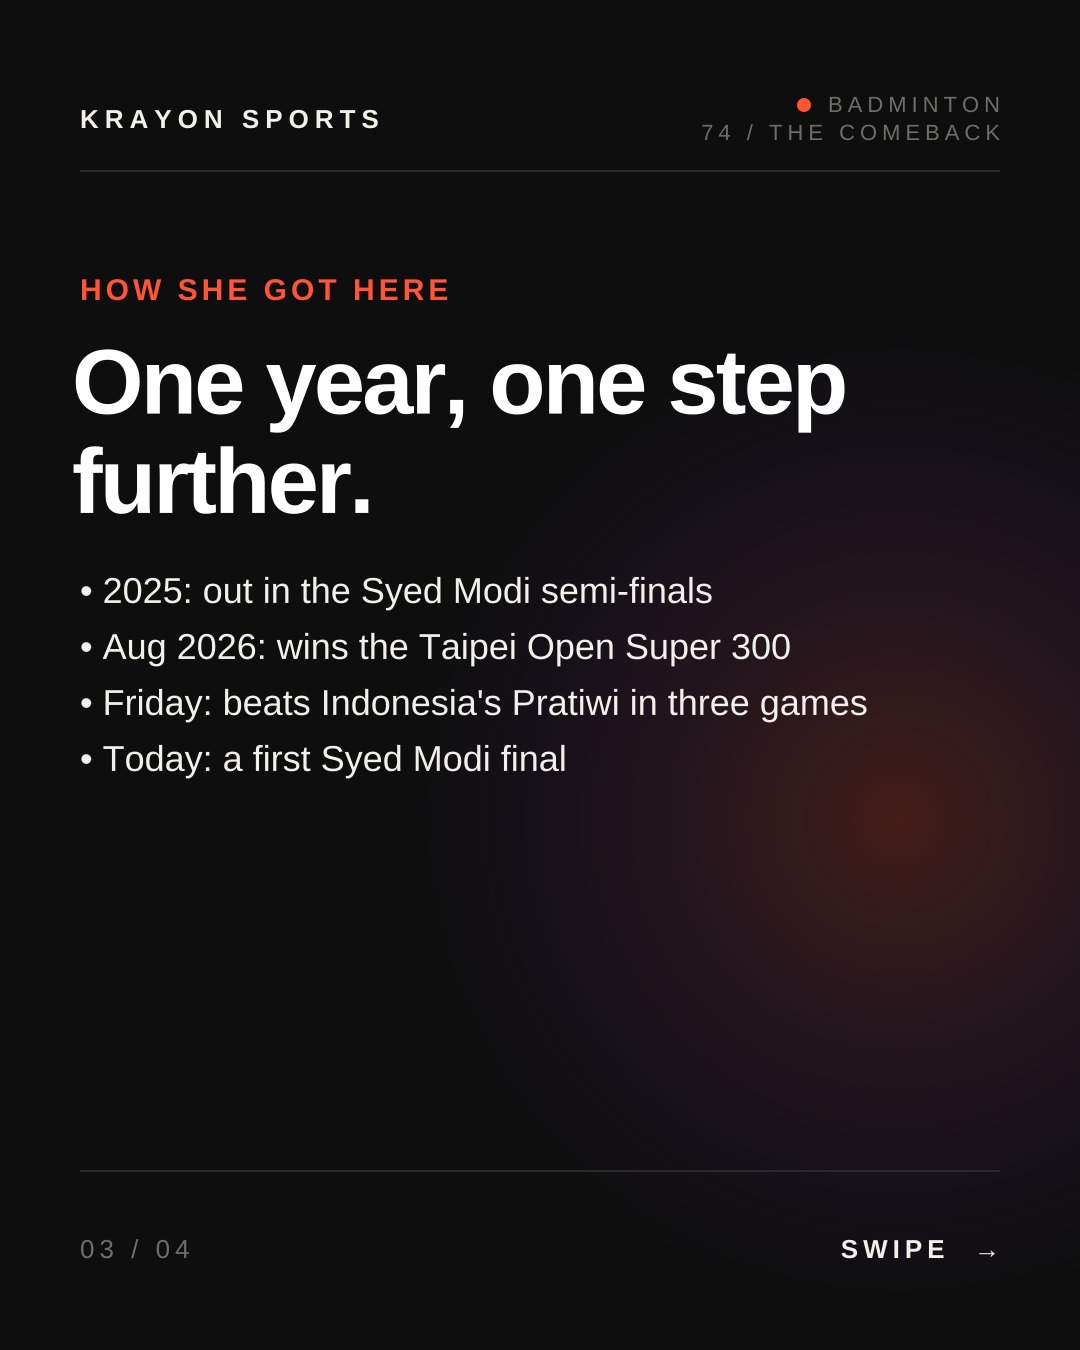 KRAYON SPORTS
BADMINTON
74 / THE COMEBACK
HOW SHE GOT HERE
One year, one step
further.
• 2025: out in the Syed Modi semi-finals
• Aug 2026: wins the Taipei Open Super 300
• Friday: beats Indonesia's Pratiwi in three games
• Today: a first Syed Modi final
03 / 04
SWIPE →